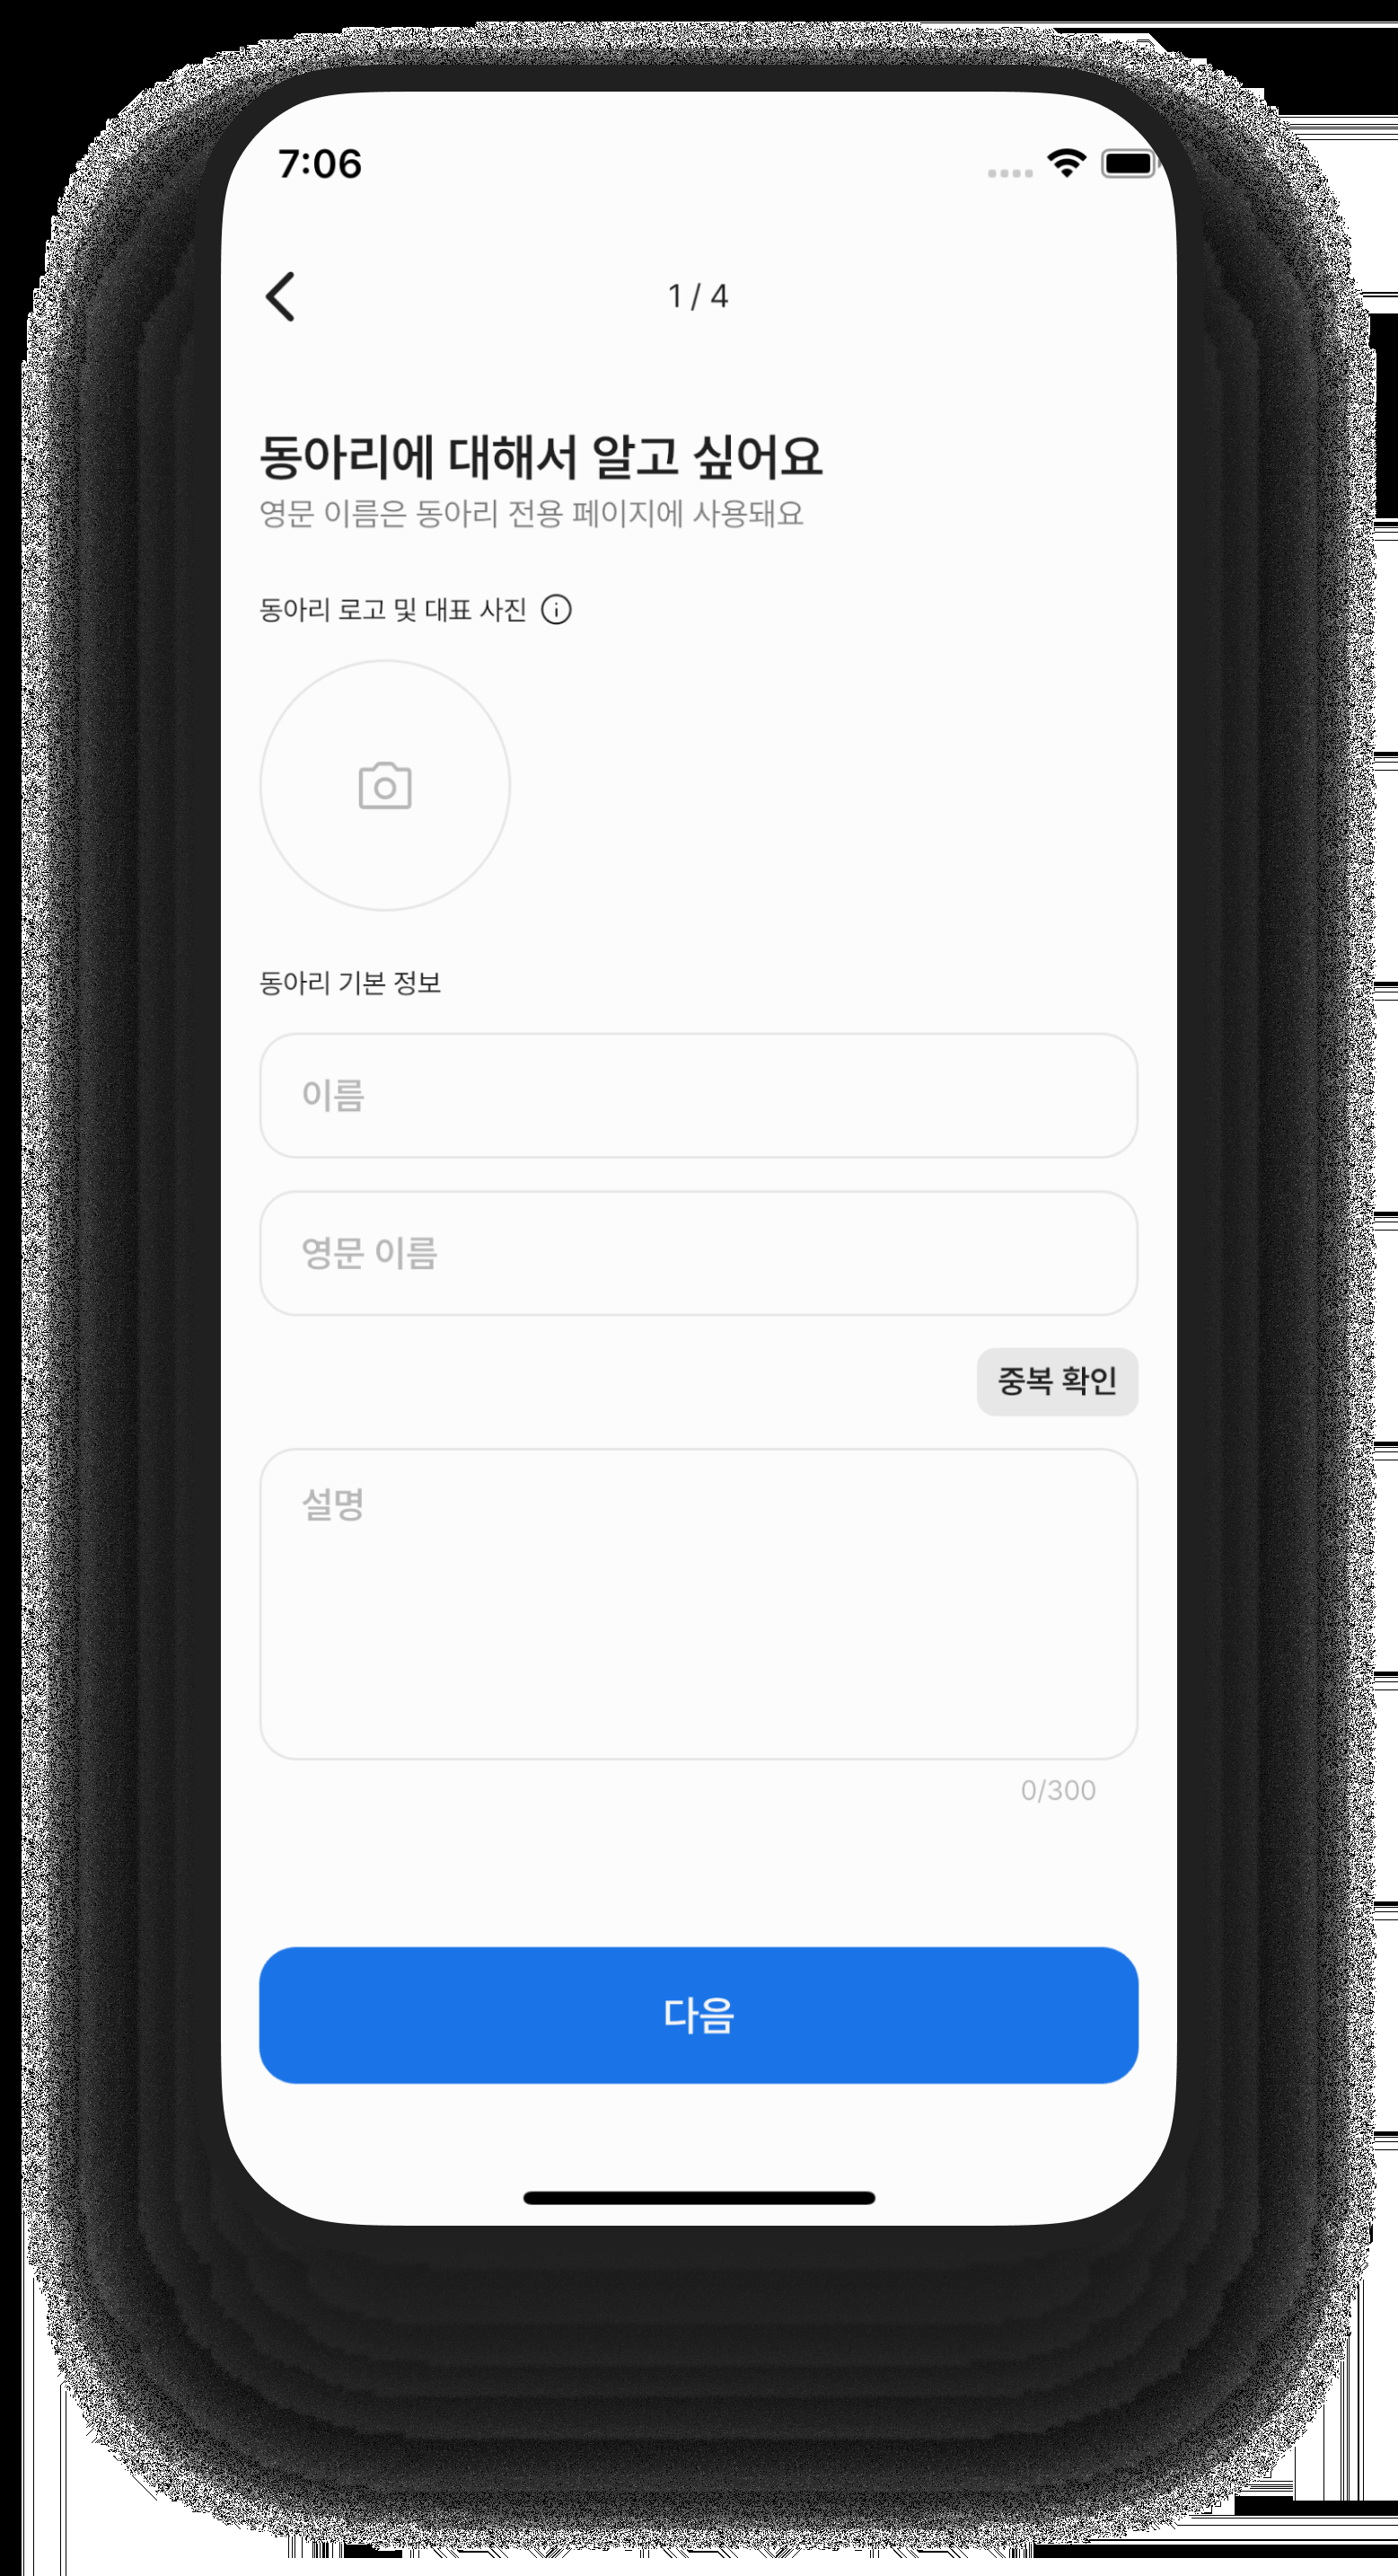 7:06
1 / 4
동아리에 대해서 알고 싶어요
영문 이름은 동아리 전용 페이지에 사용돼요
동아리 로고 및 대표 사진
동아리 기본 정보
이름
영문 이름
중복 확인
설명
0/300
다음